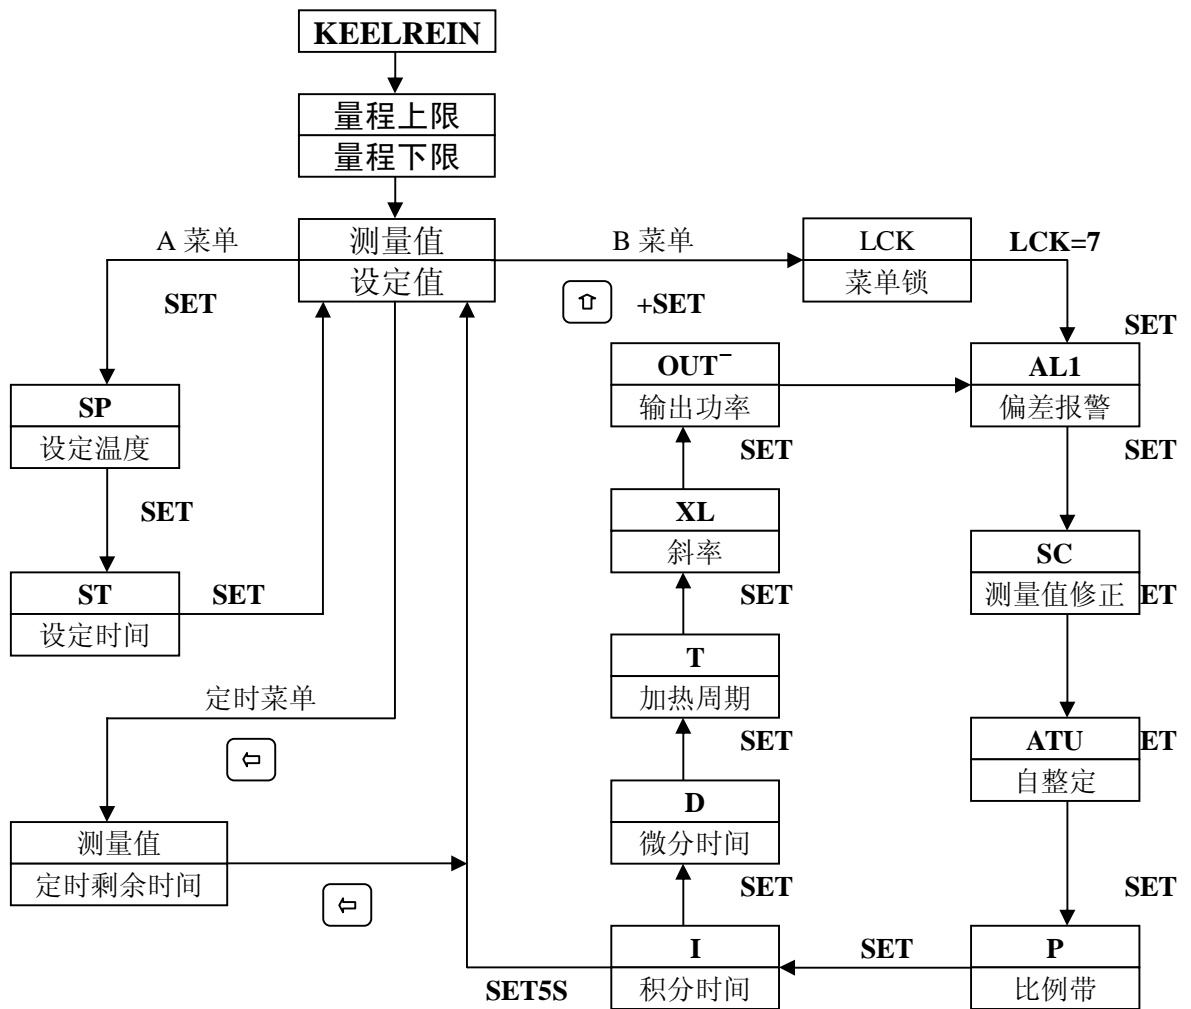 KEELREIN
量程上限
量程下限
A 菜单
测量值
设定值
B 菜单
LCK
菜单锁
LCK=7
SET
⇧ +SET
SET
OUT⁻
输出功率
AL1
偏差报警
SP
设定温度
SET
SET
SET
XL
斜率
SC
测量值修正
ET
ST
设定时间
SET
SET
T
加热周期
定时菜单
SET
ATU
自整定
ET
⇦
D
微分时间
测量值
定时剩余时间
SET
SET
⇦
I
积分时间
SET
P
比例带
SET5S